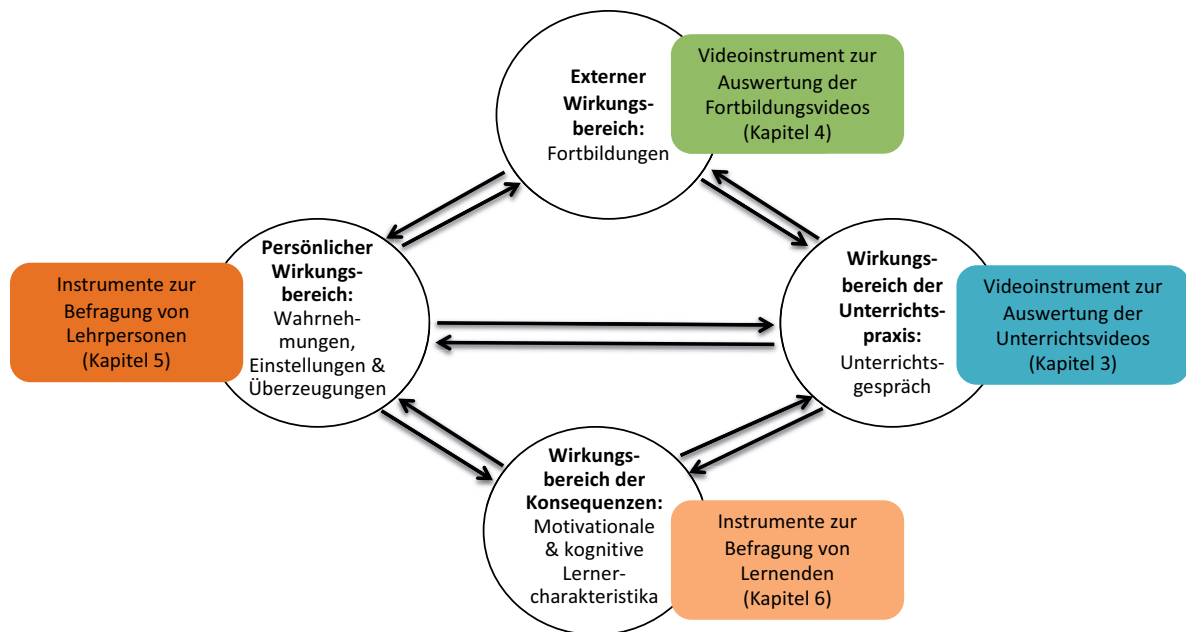 Externer
Wirkungs-
bereich:
Fortbildungen
Videoinstrument zur
Auswertung der
Fortbildungsvideos
(Kapitel 4)
Instrumente zur
Befragung von
Lehrpersonen
(Kapitel 5)
Persönlicher
Wirkungs-
bereich:
Wahrneh-
mungen,
Einstellungen &
Überzeugungen
Wirkungs-
bereich der
Unterrichts-
praxis:
Unterrichts-
gespräch
Videoinstrument zur
Auswertung der
Unterrichtsvideos
(Kapitel 3)
Wirkungs-
bereich der
Konsequenzen:
Motivationale
& kognitive
Lerner-
charakteristika
Instrumente zur
Befragung von
Lernenden
(Kapitel 6)